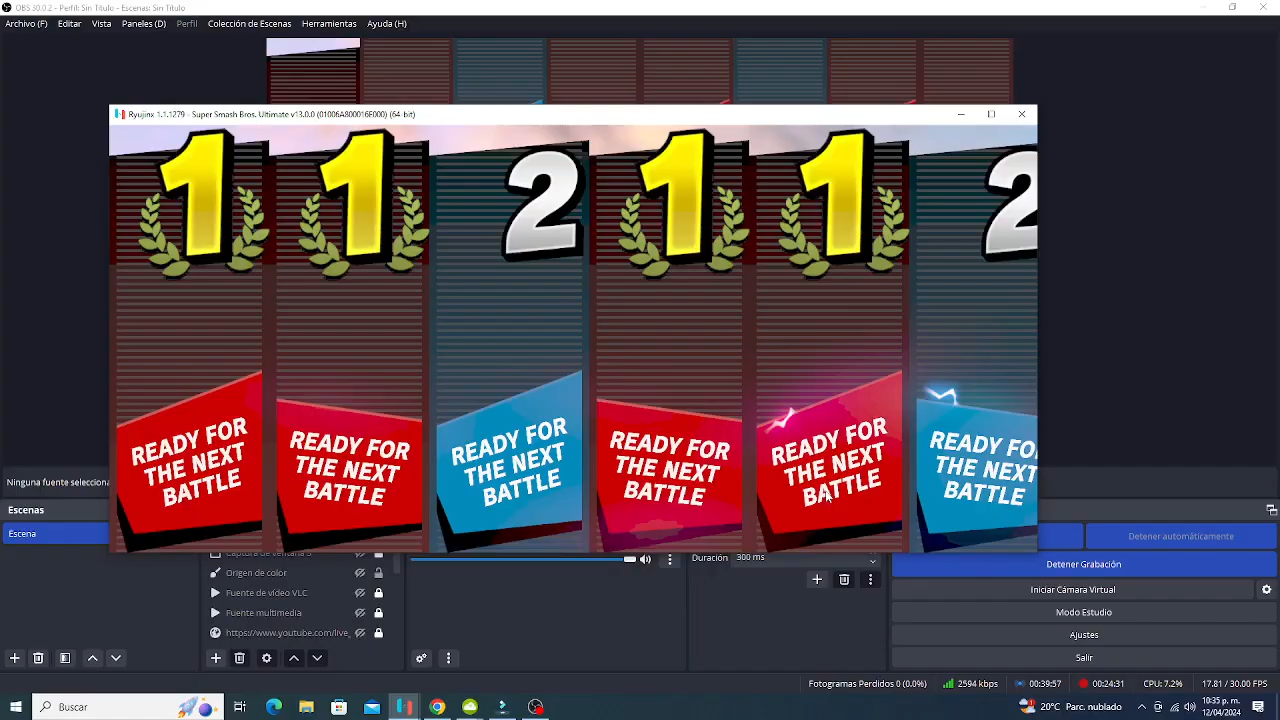 OBS 30.0.2 - Perfil: Sin Título - Escenas: Sin Título
Archivo (F) Editar Vista Paneles (D) Perfil Colección de Escenas Herramientas Ayuda (H)
Ryujinx 1.1.1279 - Super Smash Bros. Ultimate v13.0.0 (01006A800016E000) (64-bit)
1 1 2 1 1 2
READY FOR
THE NEXT
BATTLE
READY FOR
THE NEXT
BATTLE
READY FOR
THE NEXT
BATTLE
READY FOR
THE NEXT
BATTLE
READY FOR
THE NEXT
BATTLE
READY FO
THE NEXT
BATTLE
Ninguna fuente selecciona
Escenas
Escena
Origen de color
Fuente de video VLC
Fuente multimedia
https://www.youtube.com/live_
Duración 300 ms
Detener automáticamente
Detener Grabación
Iniciar Cámara Virtual
Modo Estudio
Ajustes
Salir
Fotogramas Perdidos 0 (0.0%) 2594 kbps 00:39:57 00:24:31 CPU: 7.2% 17.81 / 30.00 FPS
Buscar
20°C Parc. nublado
10:35 p. m.
12/04/2024